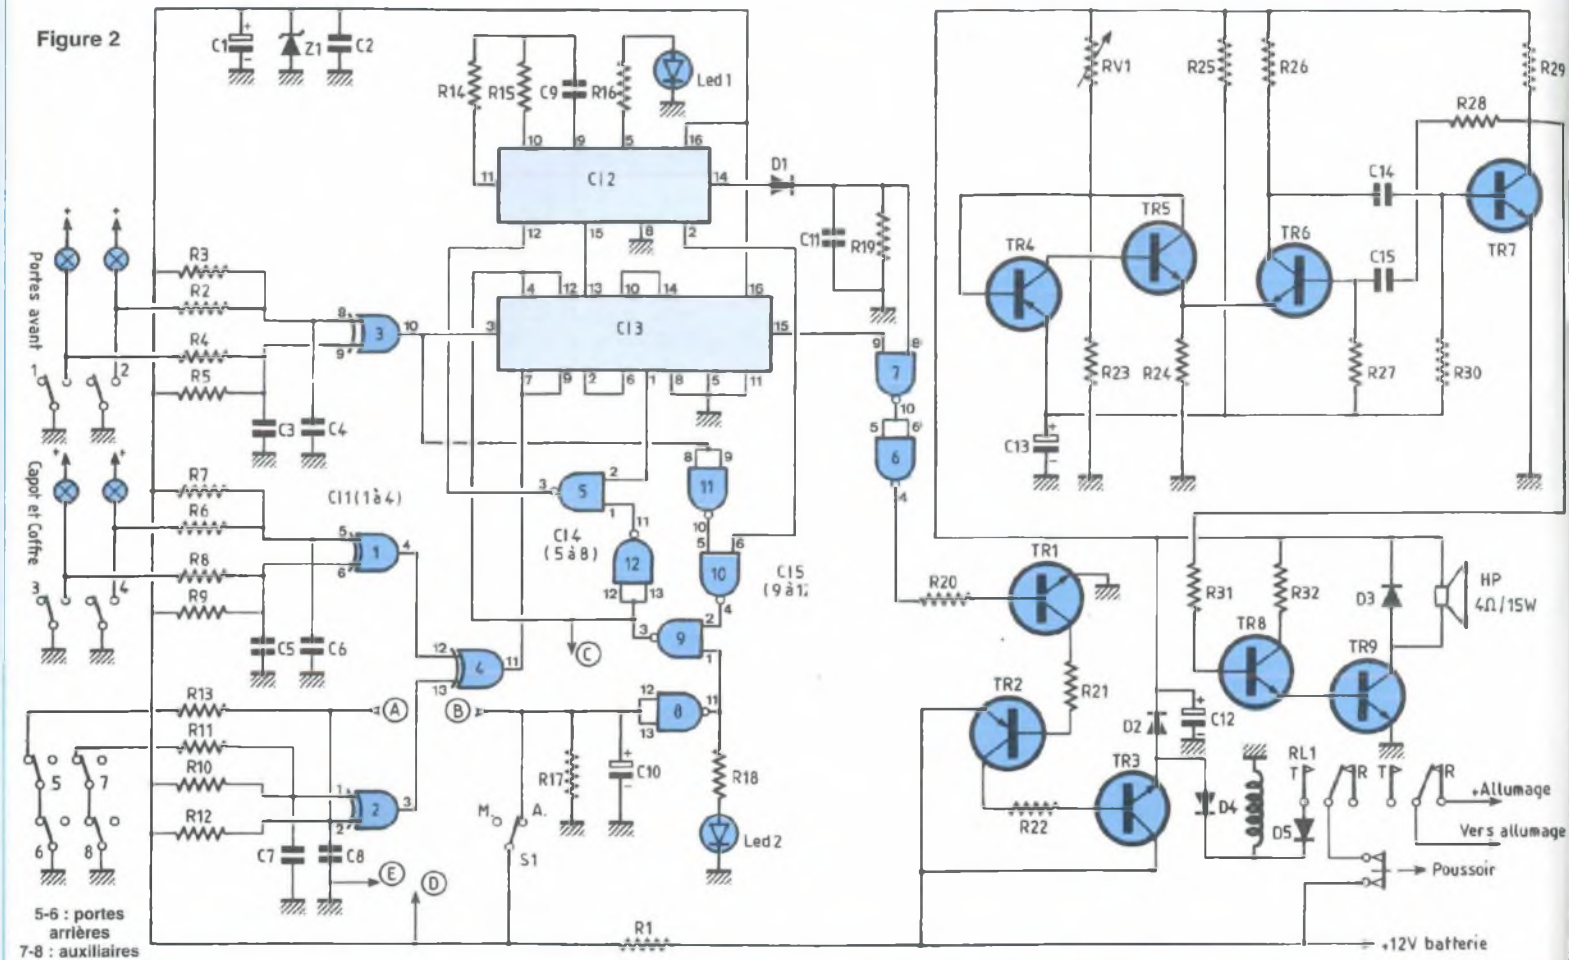 Figure 2
C1
+
-
Z1
C2
R14
R15
C9
R16
Led 1
10
9
5
16
11
CI2
14
D1
12
15
8
2
C11
R19
Portes avant
+
+
R3
R2
R4
R5
1
2
8
9
3
10
C3
C4
4
12
13
10
14
16
3
CI3
15
7
9
2
6
1
8
5
11
9
8
7
10
5
6
6
4
Capot et Coffre
+
+
R7
R6
R8
R9
3
4
CI1 (1 à 4)
5
6
1
4
C5
C6
3
5
2
1
CI4
(5 à 8)
11
12
12
13
8
9
11
10
5
6
10
4
CI5
(9 à 12
C
3
9
2
1
12
13
4
11
R13
A
R11
R10
R12
5
7
6
8
1
2
2
3
C7
C8
E
D
B
12
13
8
11
R17
+
-
C10
R18
Led 2
M.
A.
S1
R1
5-6 : portes
arrières
7-8 : auxiliaires
RV1
R25
R26
R29
R28
TR4
TR5
TR6
C14
C15
TR7
R23
R24
R27
R30
C13
+
-
R20
TR1
R21
TR2
R22
TR3
D2
+
-
C12
D4
R31
R32
TR8
TR9
D3
HP
4Ω/15W
RL1
T
R
T
R
D5
+Allumage
Vers allumage
Poussoir
+12V batterie